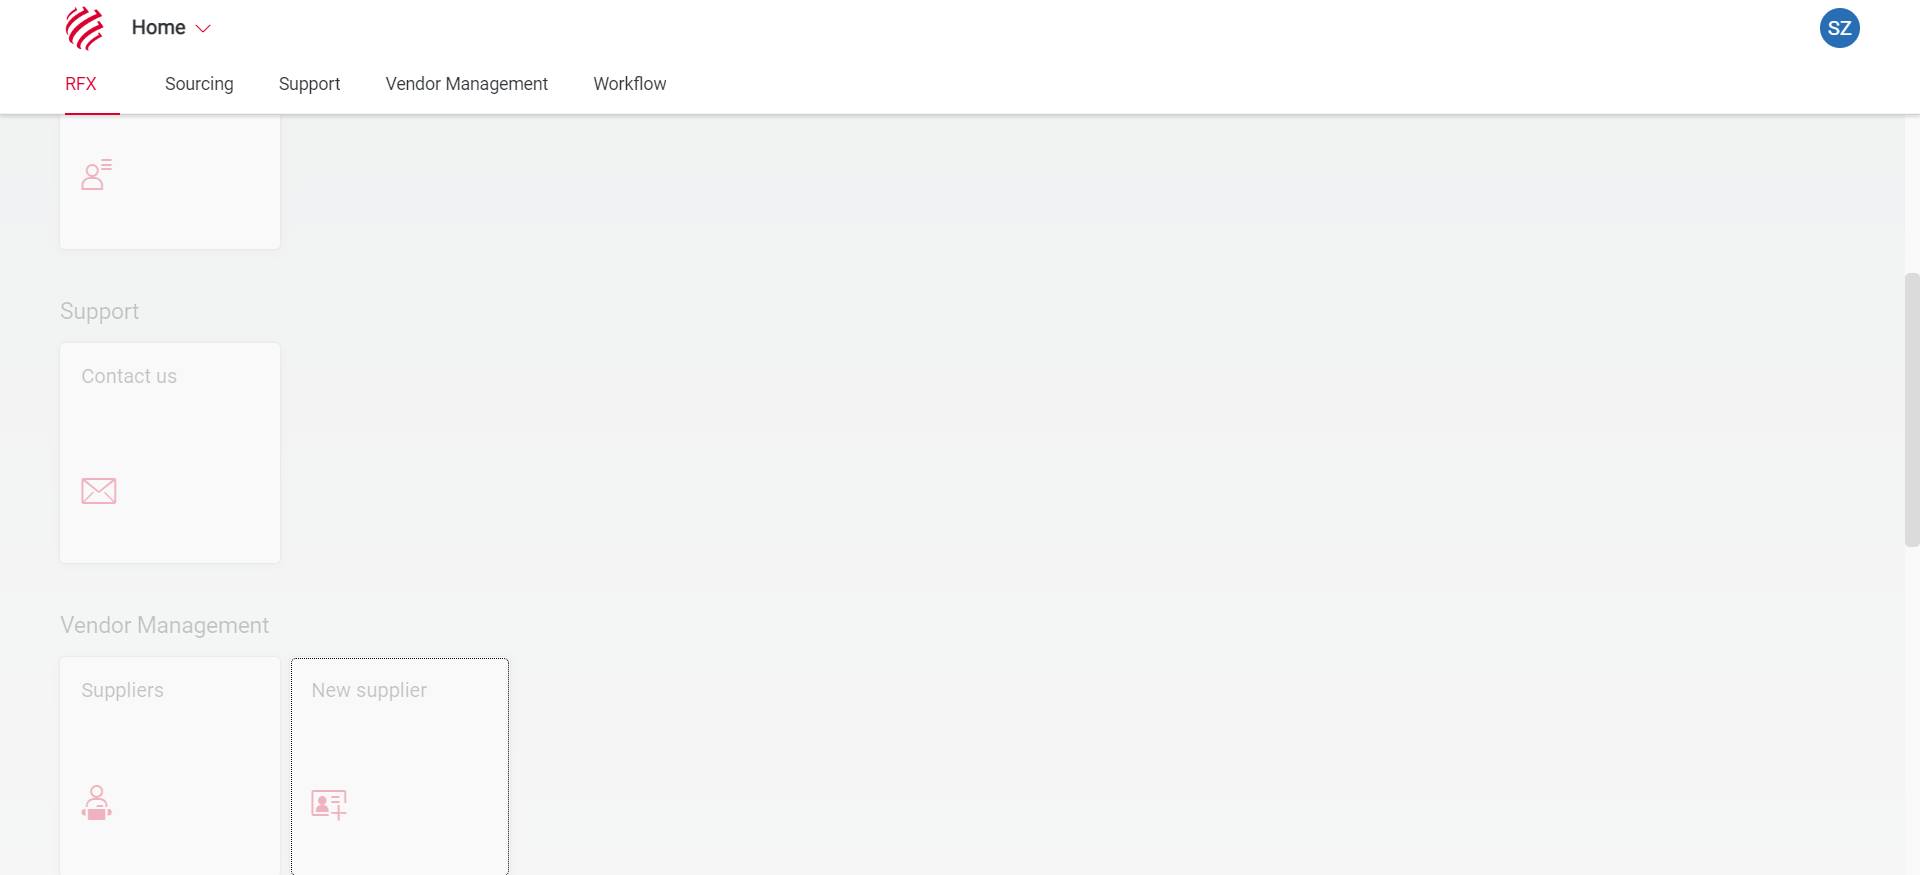 Home
SZ
RFX
Sourcing
Support
Vendor Management
Workflow
Support
Contact us
Vendor Management
Suppliers
New supplier